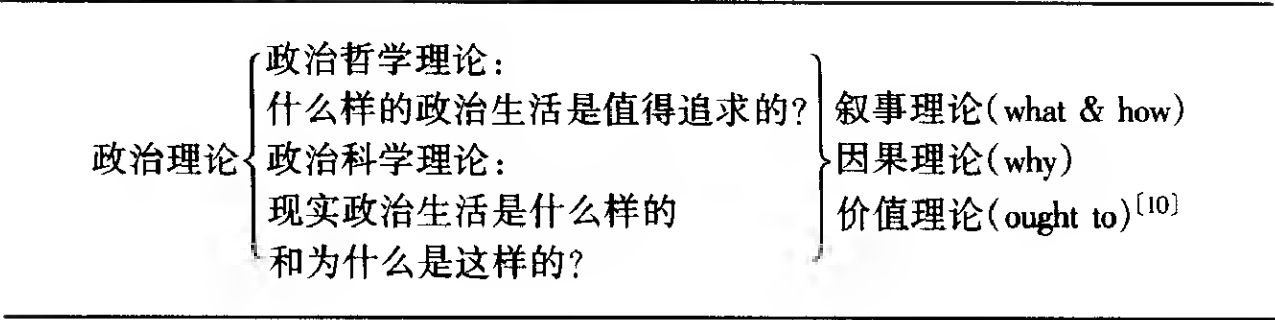 政治哲学理论：
什么样的政治生活是值得追求的？ 叙事理论(what & how)
政治理论 政治科学理论： 因果理论(why)
现实政治生活是什么样的 价值理论(ought to)〔10〕
和为什么是这样的？